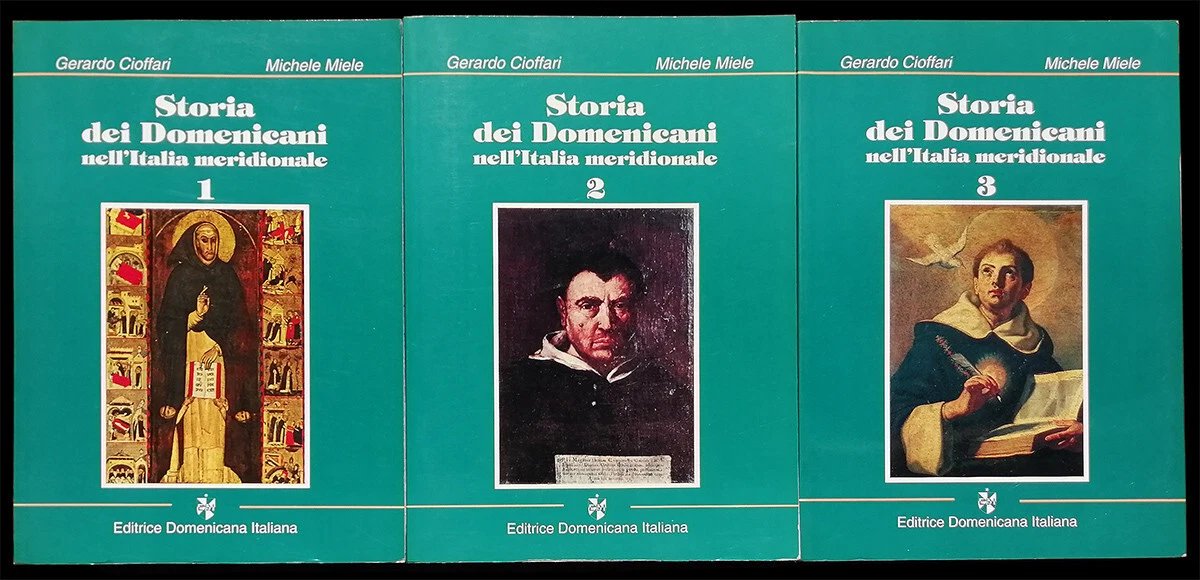 Gerardo Cioffari Michele Miele
Storia
dei Domenicani
nell'Italia meridionale
1
Editrice Domenicana Italiana
Gerardo Cioffari Michele Miele
Storia
dei Domenicani
nell'Italia meridionale
2
Editrice Domenicana Italiana
Gerardo Cioffari Michele Miele
Storia
dei Domenicani
nell'Italia meridionale
3
Editrice Domenicana Italiana